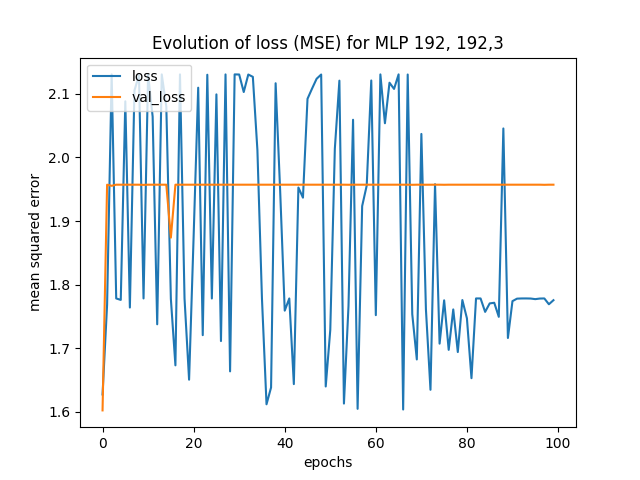 Evolution of loss (MSE) for MLP 192, 192,3
loss
val_loss
mean squared error
2.1
2.0
1.9
1.8
1.7
1.6
0 20 40 60 80 100
epochs